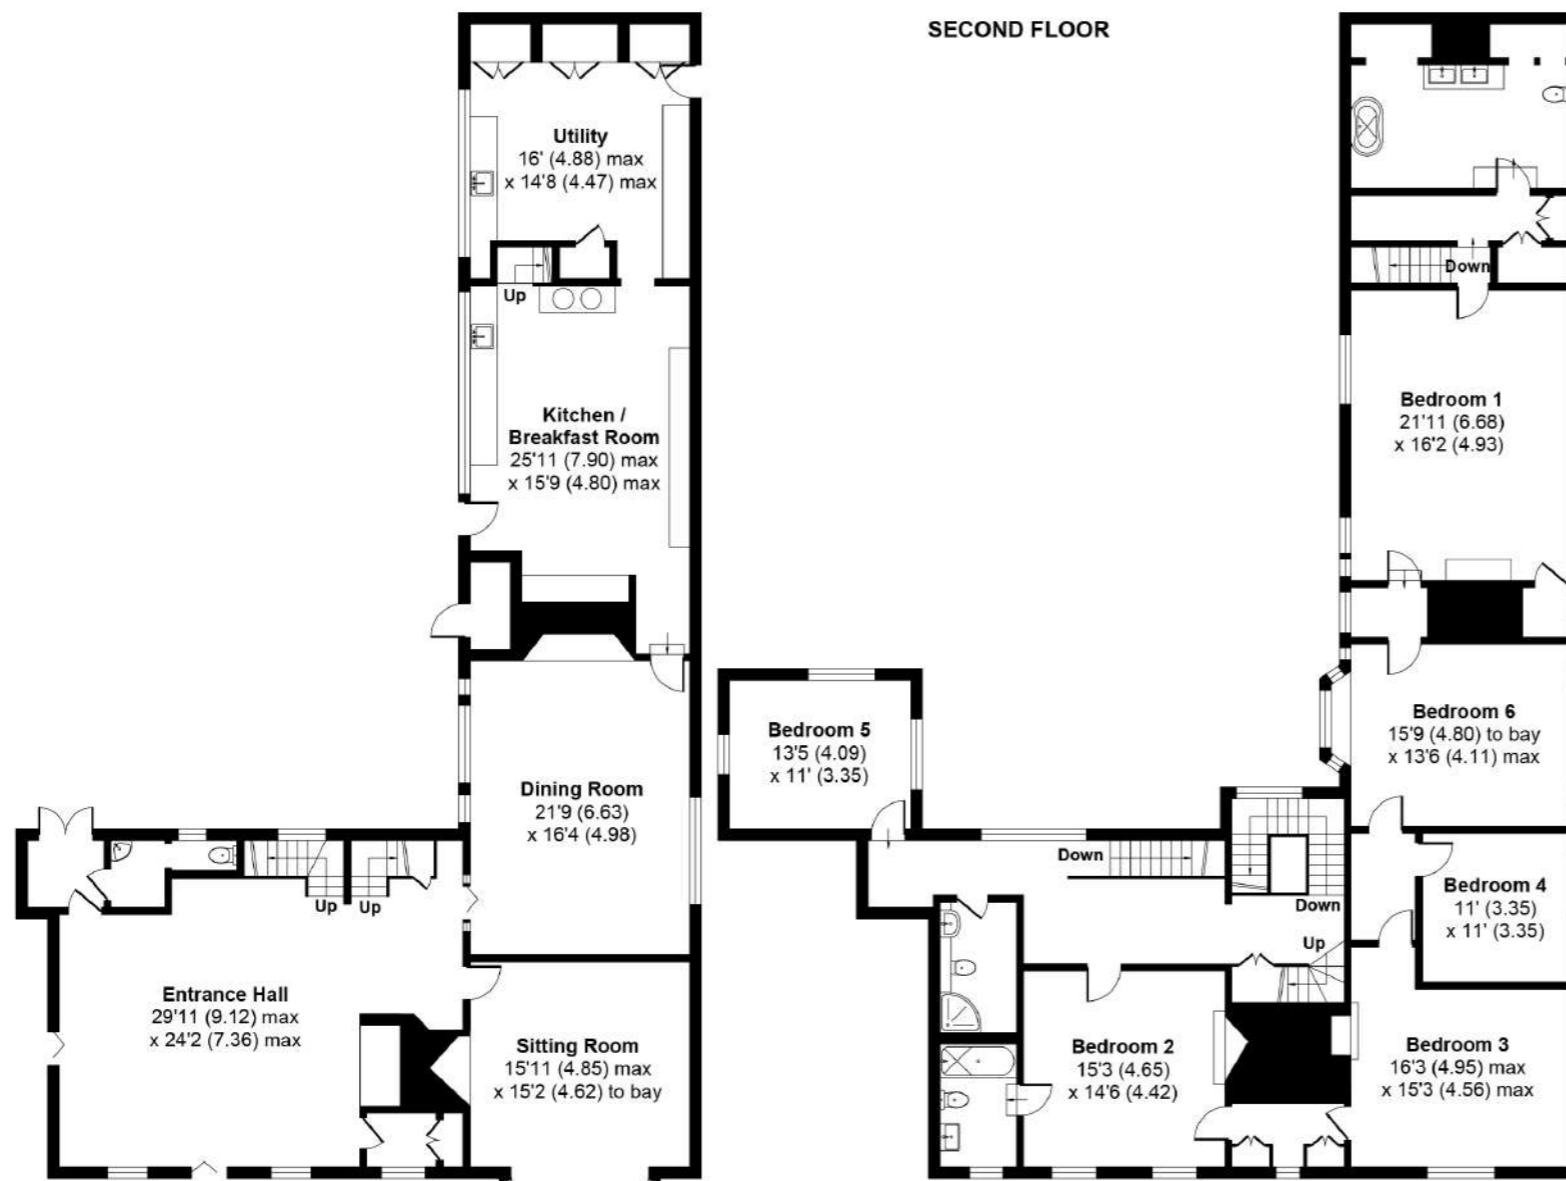 SECOND FLOOR
Utility
16' (4.88) max
x 14'8 (4.47) max
Up
Kitchen /
Breakfast Room
25'11 (7.90) max
x 15'9 (4.80) max
Dining Room
21'9 (6.63)
x 16'4 (4.98)
Up
Up
Entrance Hall
29'11 (9.12) max
x 24'2 (7.36) max
Sitting Room
15'11 (4.85) max
x 15'2 (4.62) to bay
Down
Bedroom 1
21'11 (6.68)
x 16'2 (4.93)
Bedroom 5
13'5 (4.09)
x 11' (3.35)
Bedroom 6
15'9 (4.80) to bay
x 13'6 (4.11) max
Down
Down
Up
Bedroom 4
11' (3.35)
x 11' (3.35)
Bedroom 2
15'3 (4.65)
x 14'6 (4.42)
Bedroom 3
16'3 (4.95) max
x 15'3 (4.56) max